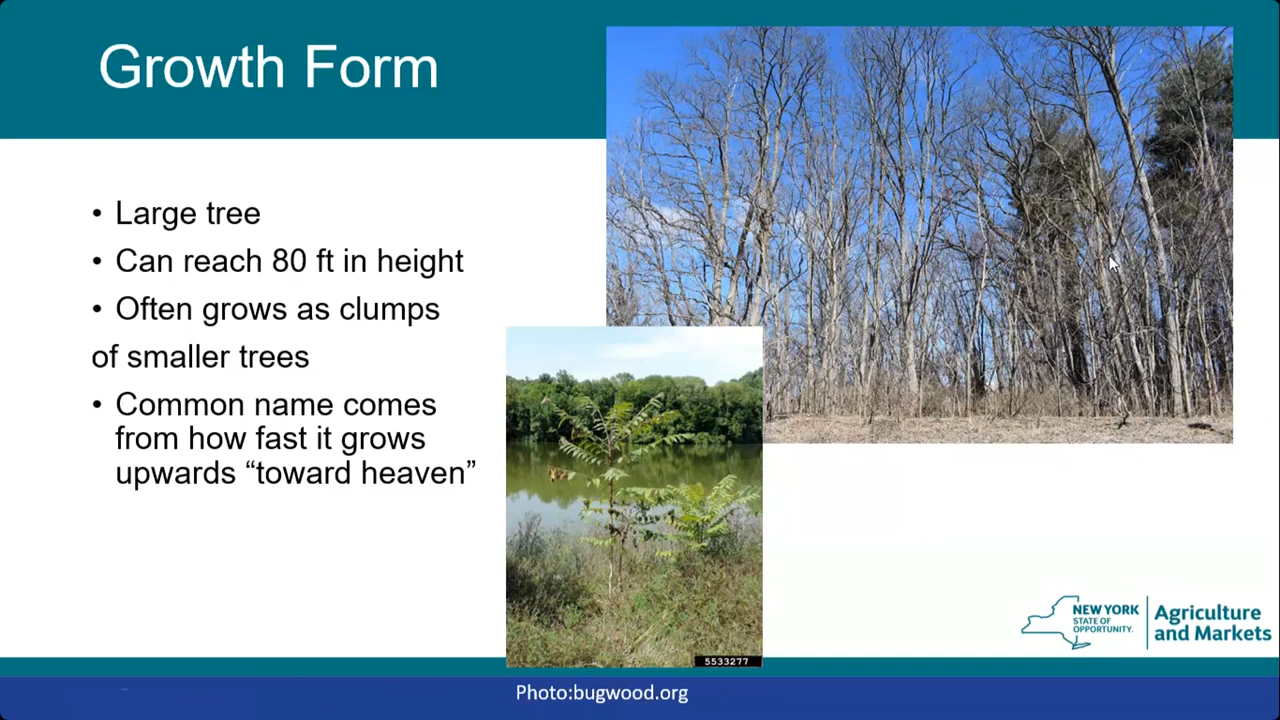 Growth Form
• Large tree
• Can reach 80 ft in height
• Often grows as clumps
of smaller trees
• Common name comes
from how fast it grows
upwards “toward heaven”
5533277
NEW YORK
STATE OF
OPPORTUNITY.
Agriculture
and Markets
Photo:bugwood.org